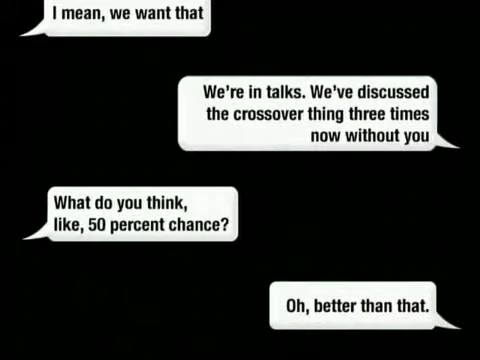 I mean, we want that
We're in talks. We've discussed
the crossover thing three times
now without you
What do you think,
like, 50 percent chance?
Oh, better than that.